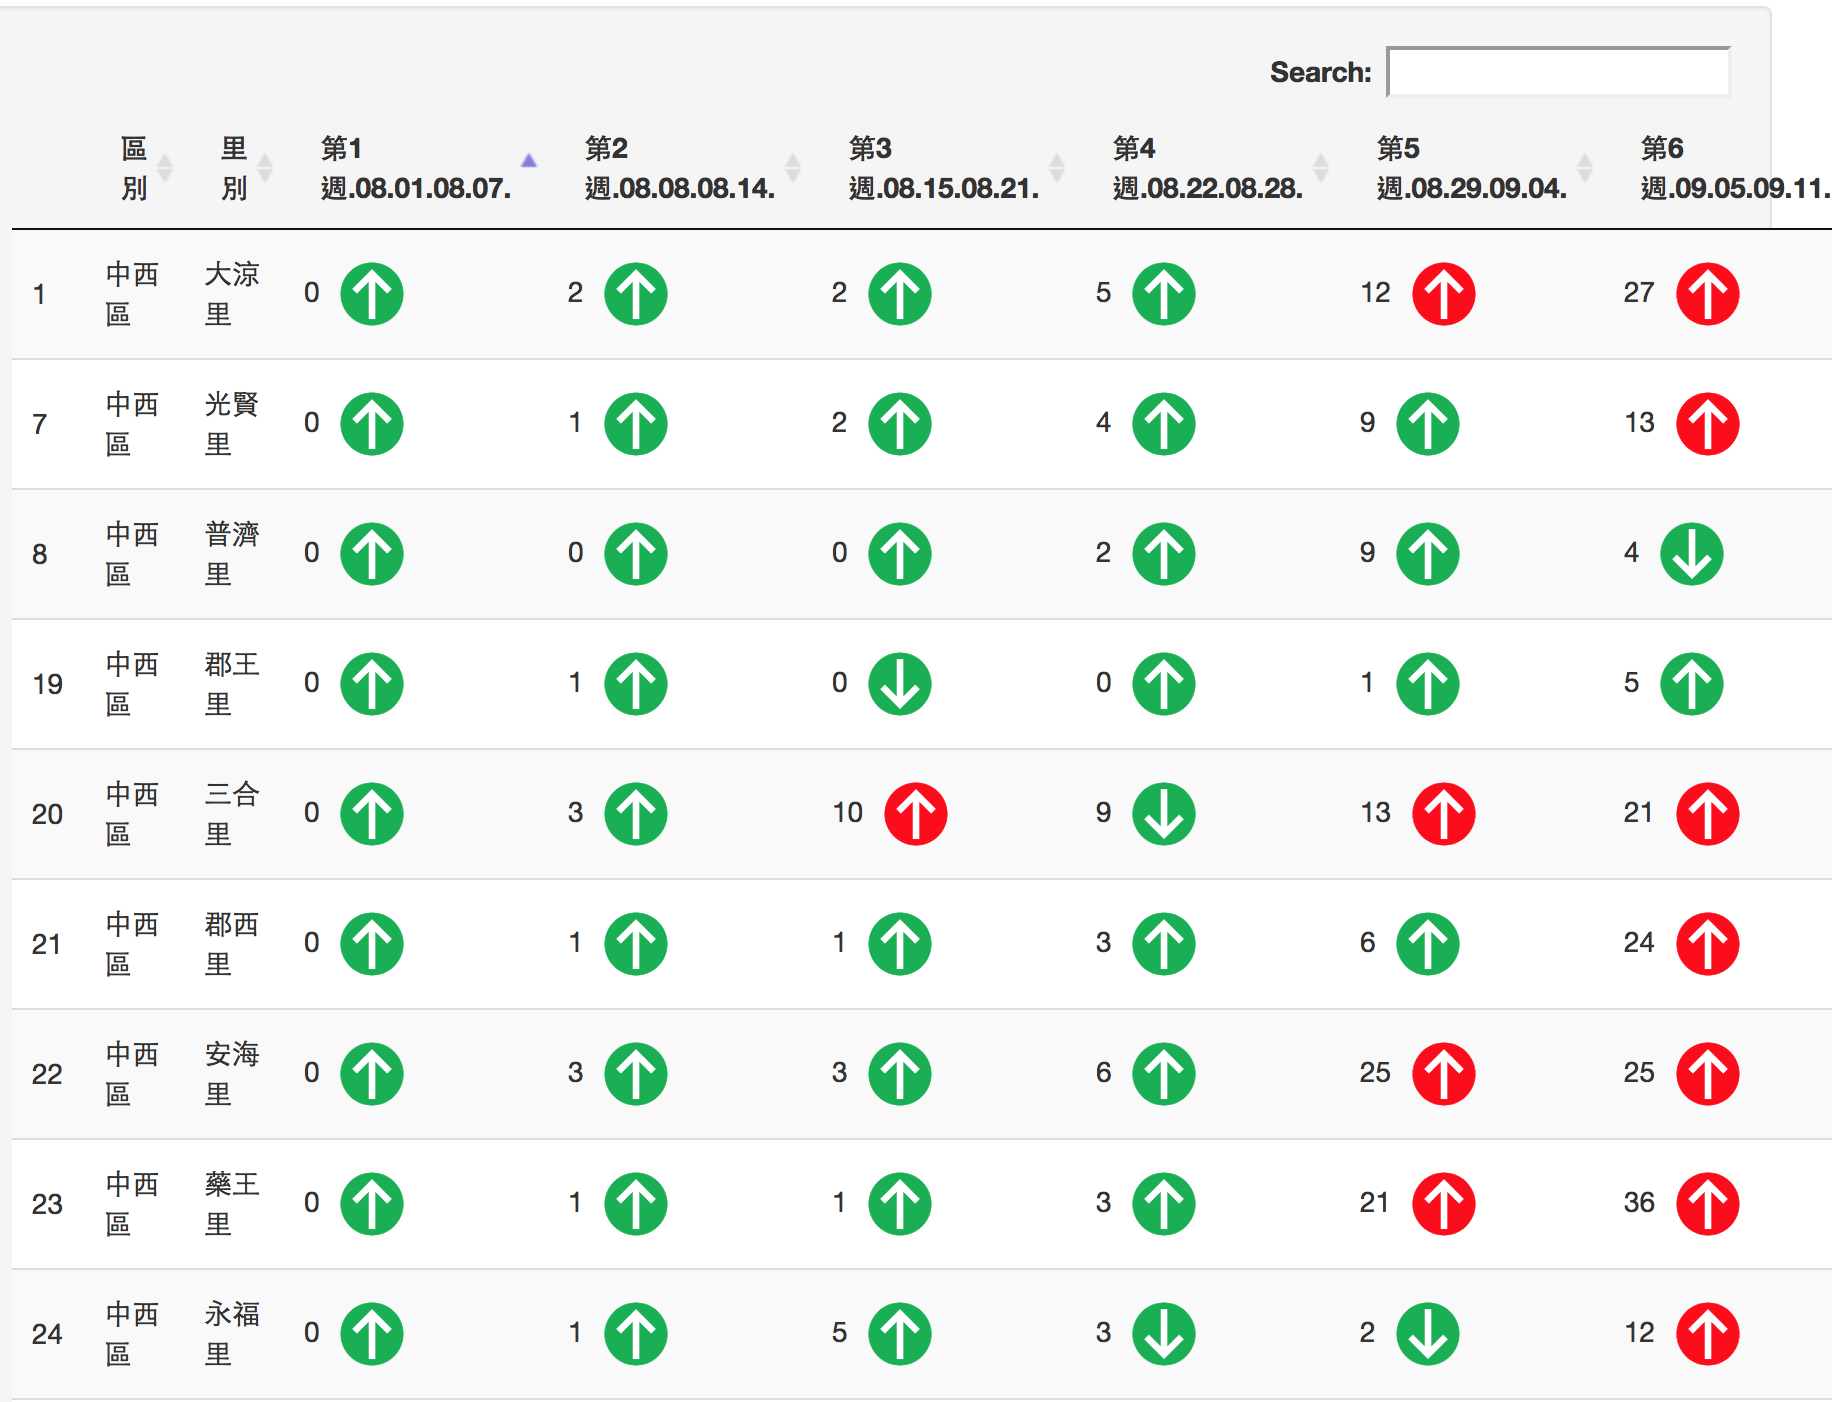 Search:
區別 里別 第1週.08.01.08.07. 第2週.08.08.08.14. 第3週.08.15.08.21. 第4週.08.22.08.28. 第5週.08.29.09.04. 第6週.09.05.09.11.
1 中西區 大涼里 0 2 2 5 12 27
7 中西區 光賢里 0 1 2 4 9 13
8 中西區 普濟里 0 0 0 2 9 4
19 中西區 郡王里 0 1 0 0 1 5
20 中西區 三合里 0 3 10 9 13 21
21 中西區 郡西里 0 1 1 3 6 24
22 中西區 安海里 0 3 3 6 25 25
23 中西區 藥王里 0 1 1 3 21 36
24 中西區 永福里 0 1 5 3 2 12